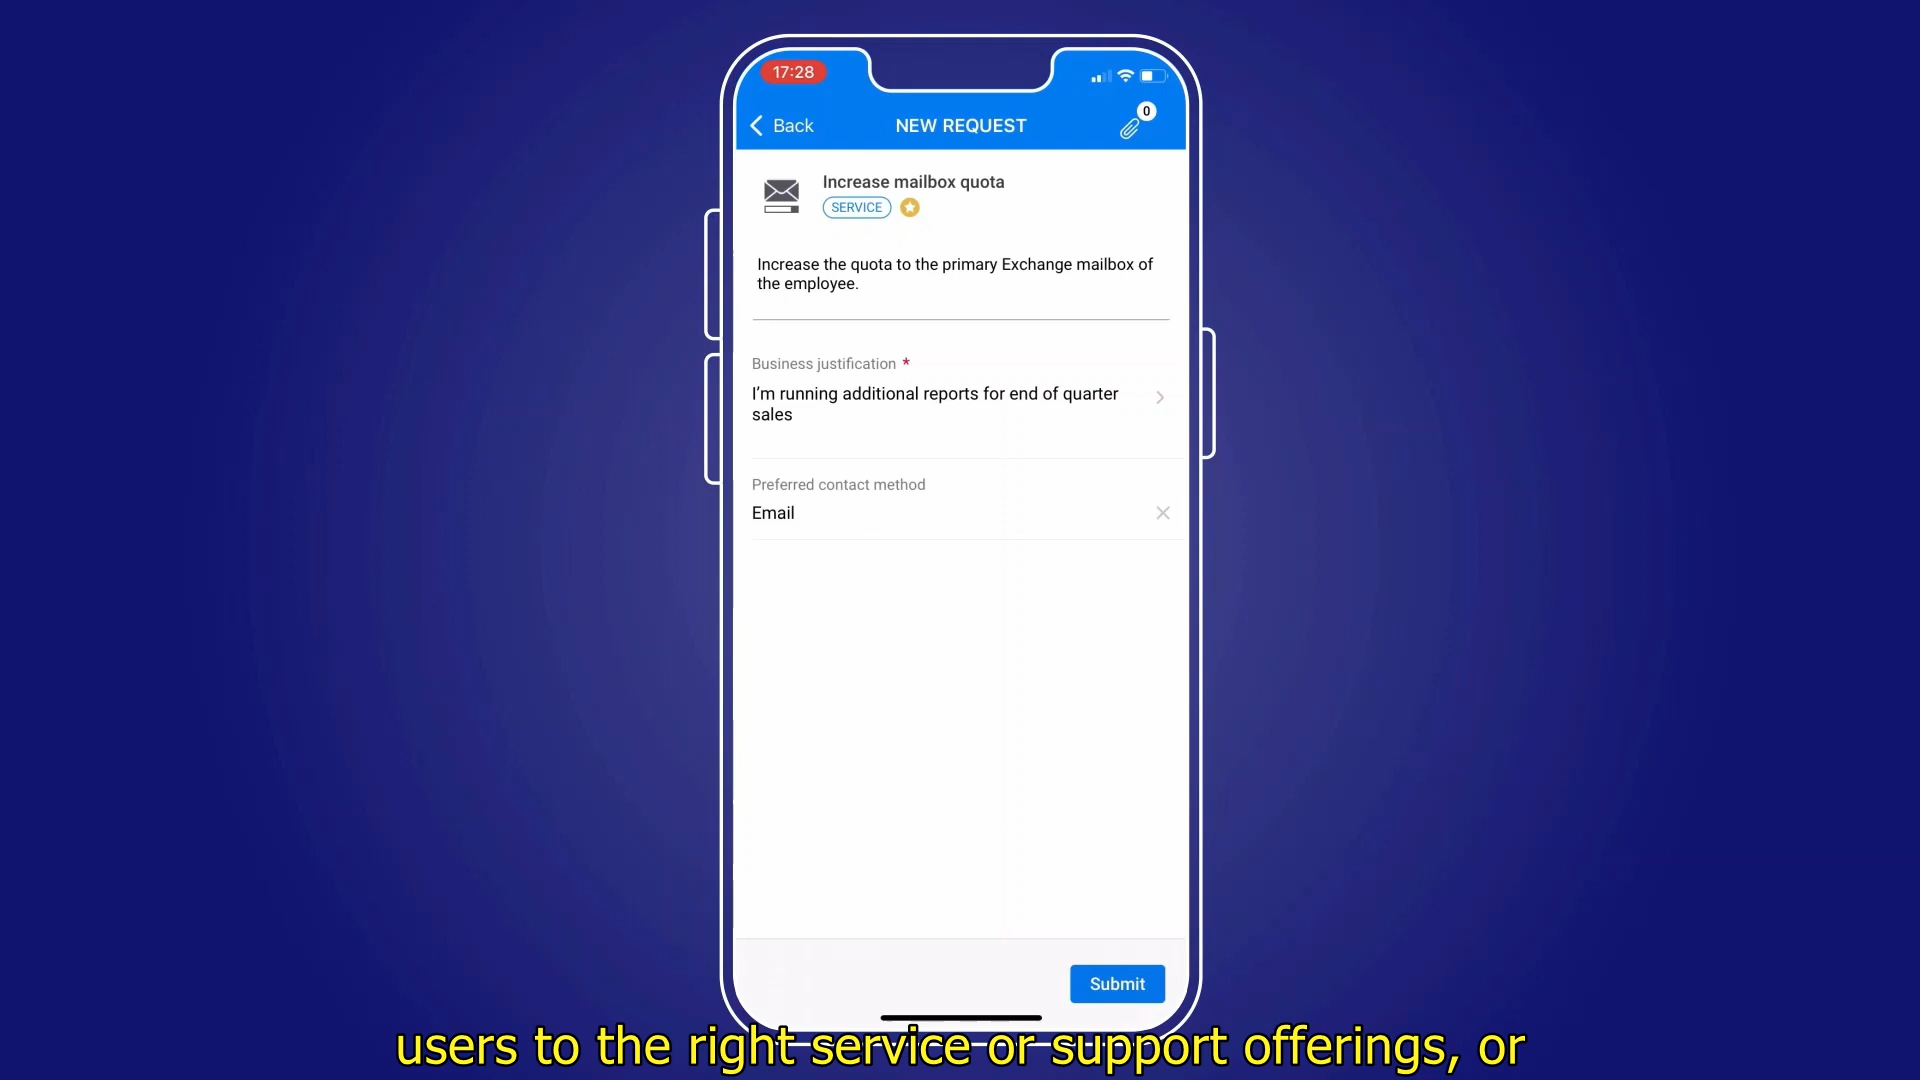 17:28
Back
NEW REQUEST
0
Increase mailbox quota
SERVICE
Increase the quota to the primary Exchange mailbox of
the employee.
Business justification *
I'm running additional reports for end of quarter
sales
Preferred contact method
Email
Submit
users to the right service or support offerings, or